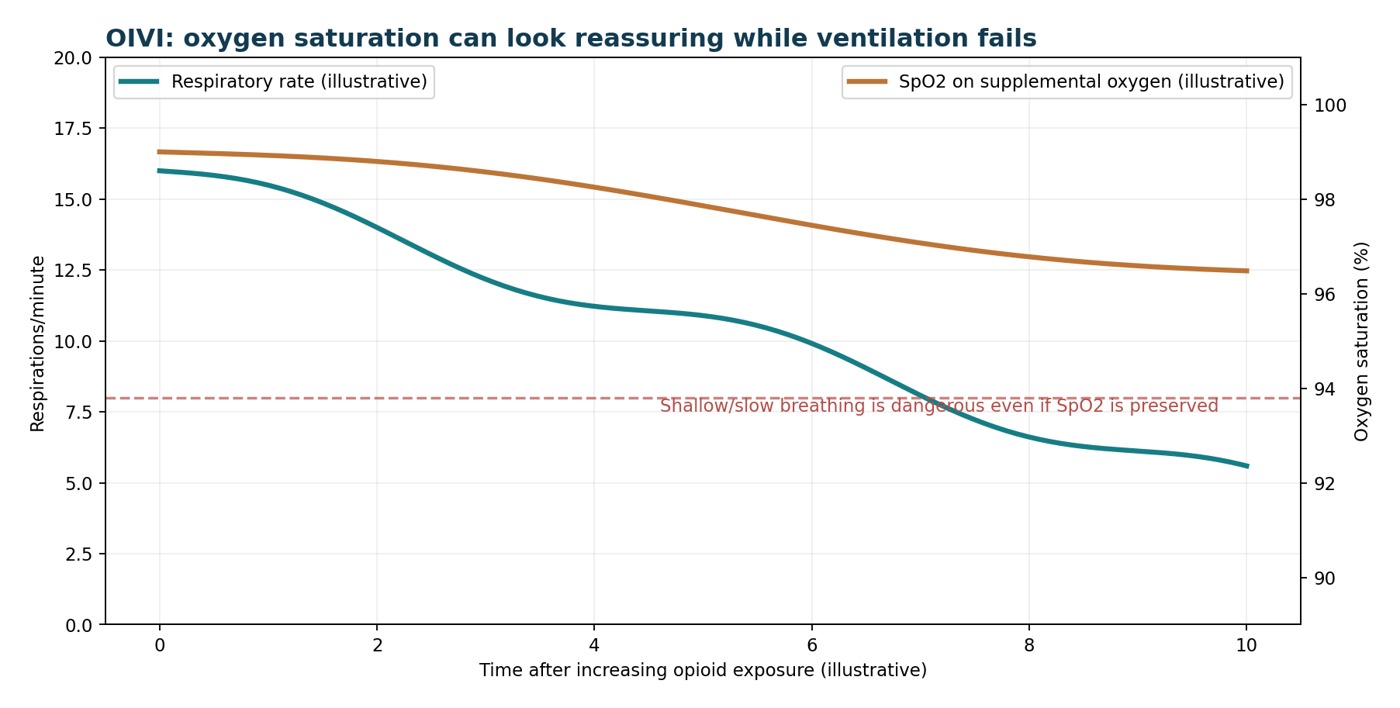 OIVI: oxygen saturation can look reassuring while ventilation fails
Respiratory rate (illustrative)
SpO2 on supplemental oxygen (illustrative)
20.0
17.5
15.0
12.5
10.0
7.5
5.0
2.5
0.0
Respirations/minute
100
98
96
94
92
90
Oxygen saturation (%)
Shallow/slow breathing is dangerous even if SpO2 is preserved
0 2 4 6 8 10
Time after increasing opioid exposure (illustrative)